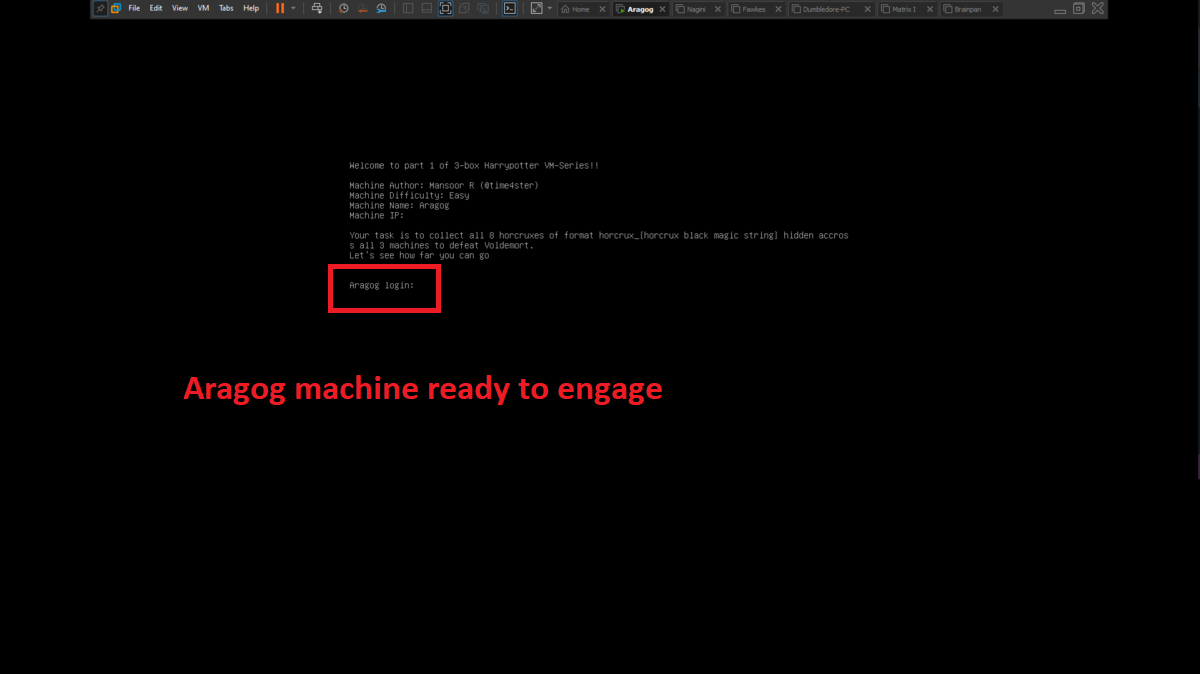 File Edit View VM Tabs Help Home Aragog Nagini Fawkes Dumbledore-PC Matrix I Brainpan
Welcome to part 1 of 3-box Harrypotter VM-Series!!
Machine Author: Mansoor R (@time4ster)
Machine Difficulty: Easy
Machine Name: Aragog
Machine IP:
Your task is to collect all 8 horcruxes of format horcrux_{horcrux black magic string} hidden accros
s all 3 machines to defeat Voldemort.
Let's see how far you can go
Aragog login:
Aragog machine ready to engage